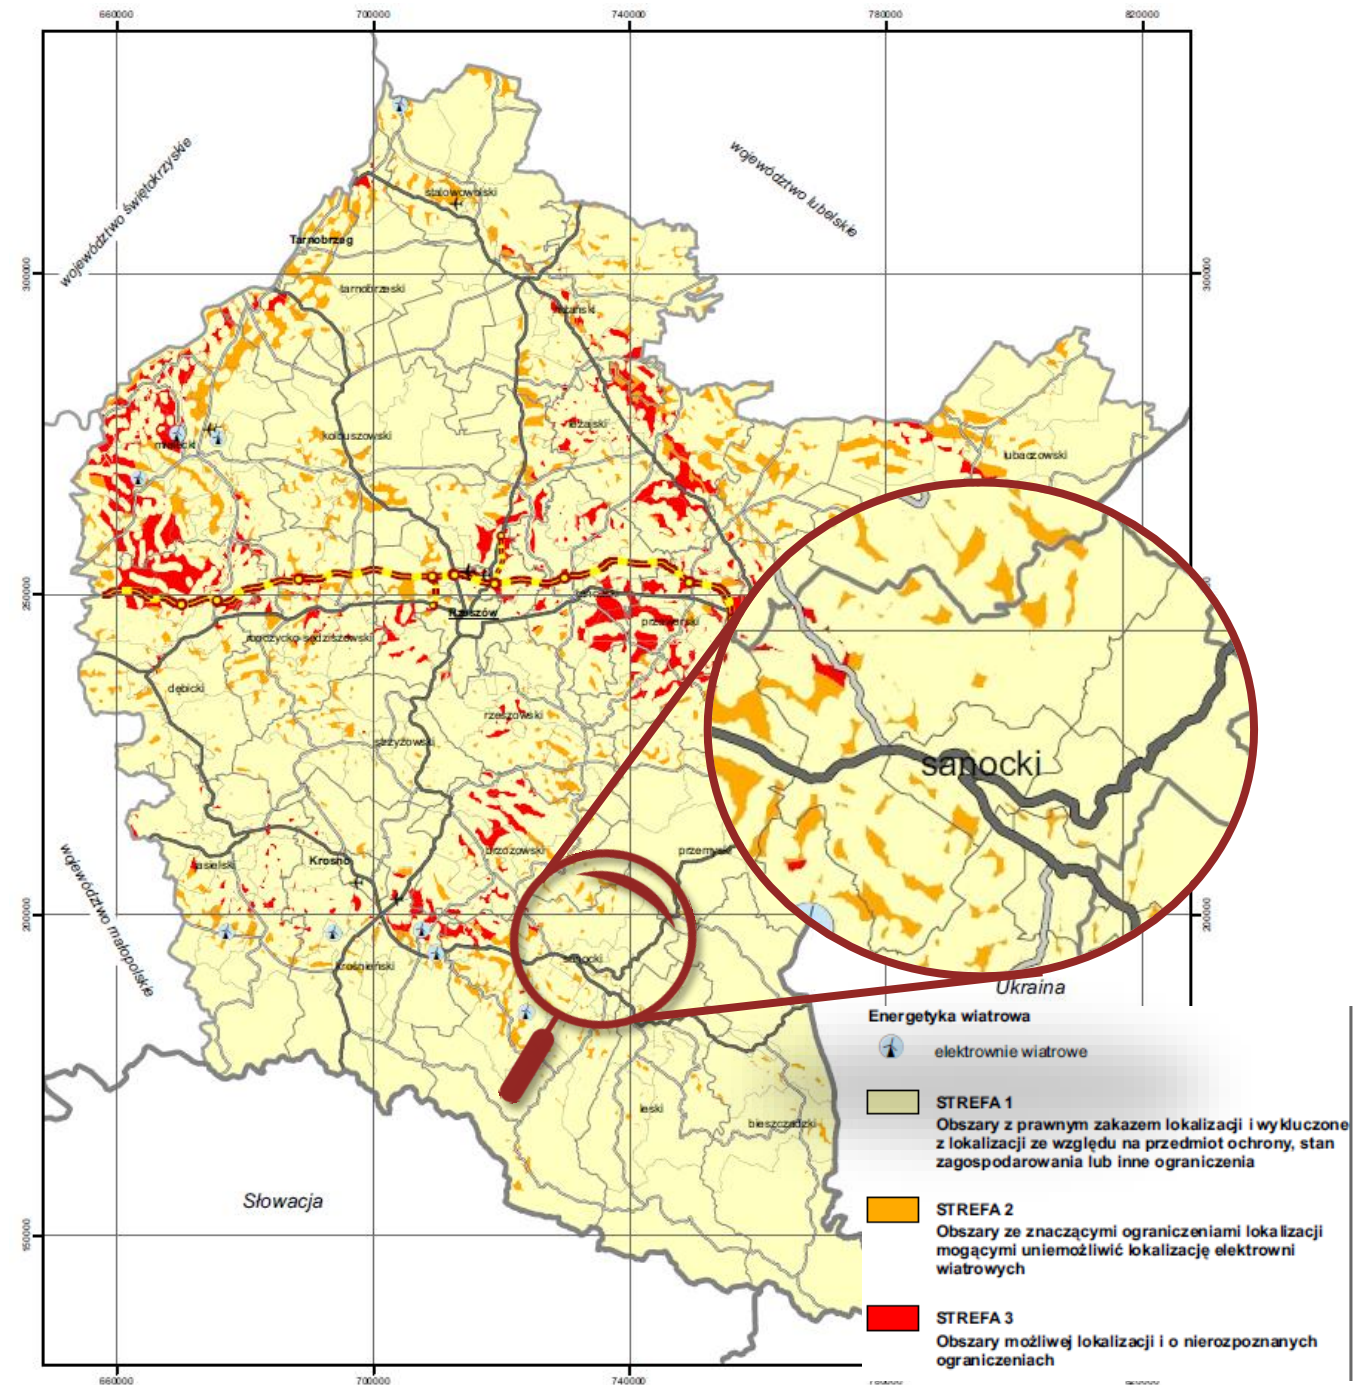 660000 700000 740000 780000 820000
województwo świętokrzyskie
województwo lubelskie
stalowowolski
Tarnobrzeg
300000 300000
tarnobrzeski
niżański
leżajski
mielecki
kolbuszowski
lubaczowski
250000
łańcucki
Rzeszów
przeworski
ropczycko-sędziszowski
dębicki
rzeszowski
strzyżowski
sanocki
brzozowski
przemyski
jasielski
Krosno
województwo małopolskie
200000 200000
sanocki
krośnieński
Ukraina
Energetyka wiatrowa
elektrownie wiatrowe
STREFA 1
Obszary z prawnym zakazem lokalizacji i wykluczone
z lokalizacji ze względu na przedmiot ochrony, stan
zagospodarowania lub inne ograniczenia
leski
bieszczadzki
Słowacja
STREFA 2
Obszary ze znaczącymi ograniczeniami lokalizacji
mogącymi uniemożliwić lokalizację elektrowni
wiatrowych
150000
STREFA 3
Obszary możliwej lokalizacji i o nierozpoznanych
ograniczeniach
660000 700000 740000